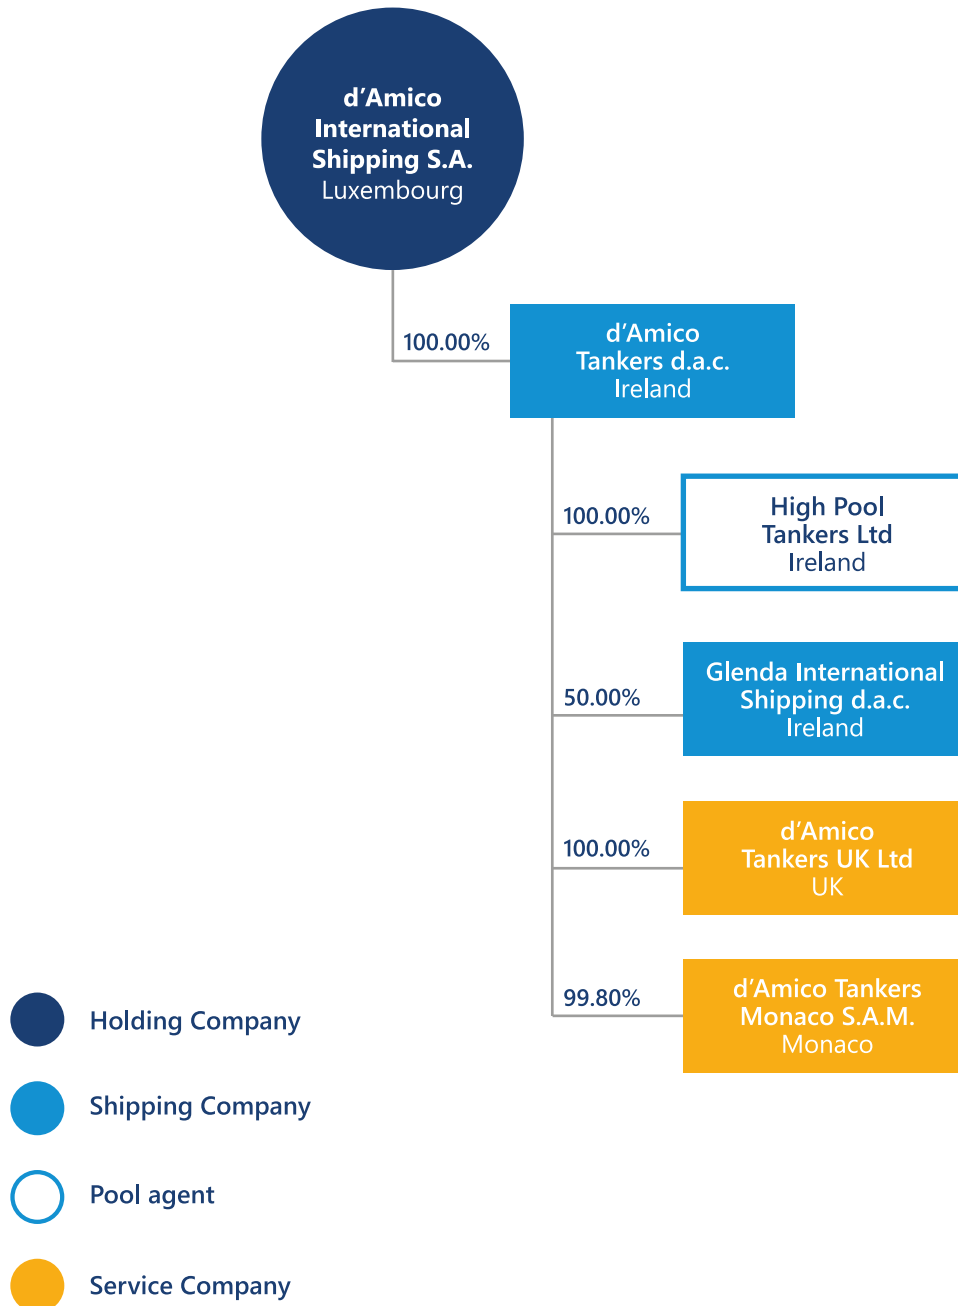 d’Amico
International
Shipping S.A.
Luxembourg
100.00%
d’Amico
Tankers d.a.c.
Ireland
100.00%
High Pool
Tankers Ltd
Ireland
50.00%
Glenda International
Shipping d.a.c.
Ireland
100.00%
d’Amico
Tankers UK Ltd
UK
99.80%
d’Amico Tankers
Monaco S.A.M.
Monaco
Holding Company
Shipping Company
Pool agent
Service Company